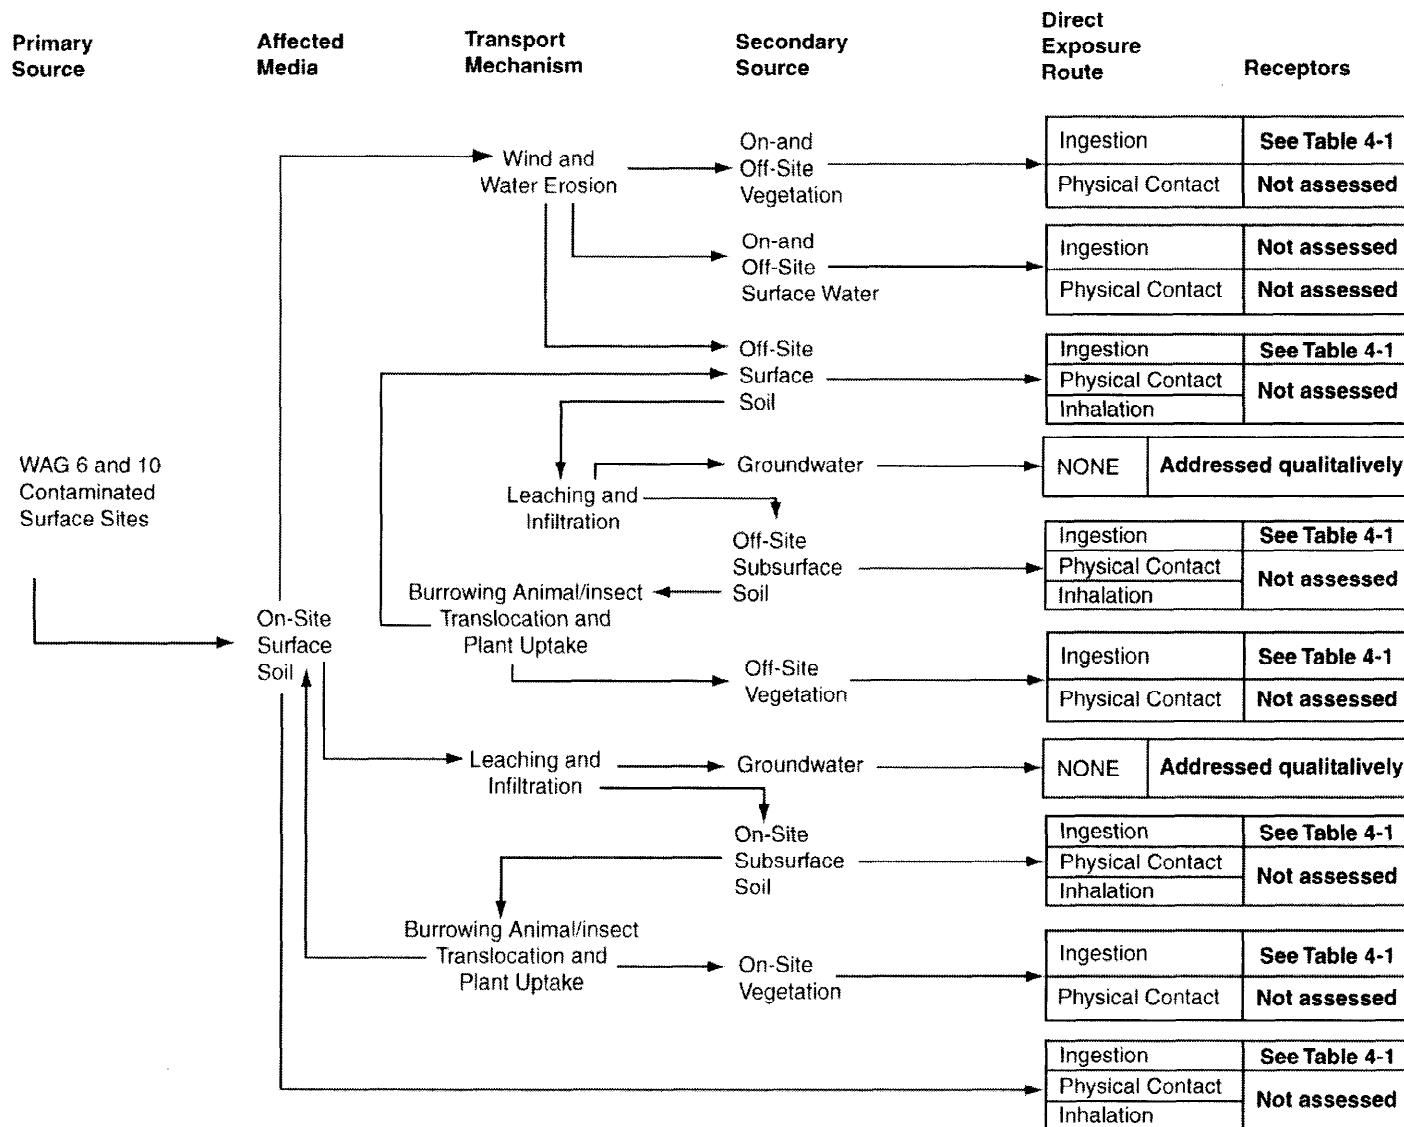 Primary
Source
Affected
Media
Transport
Mechanism
Secondary
Source
Direct
Exposure
Route
Receptors
WAG 6 and 10
Contaminated
Surface Sites
On-Site
Surface
Soil
Wind and
Water Erosion
On-and
Off-Site
Vegetation
Ingestion
See Table 4-1
Physical Contact
Not assessed
On-and
Off-Site
Surface Water
Ingestion
Not assessed
Physical Contact
Not assessed
Off-Site
Surface
Soil
Ingestion
See Table 4-1
Physical Contact
Inhalation
Not assessed
Leaching and
Infiltration
Groundwater
NONE
Addressed qualitalively
Off-Site
Subsurface
Soil
Ingestion
See Table 4-1
Physical Contact
Inhalation
Not assessed
Burrowing Animal/insect
Translocation and
Plant Uptake
Off-Site
Vegetation
Ingestion
See Table 4-1
Physical Contact
Not assessed
Leaching and
Infiltration
Groundwater
NONE
Addressed qualitalively
On-Site
Subsurface
Soil
Ingestion
See Table 4-1
Physical Contact
Inhalation
Not assessed
Burrowing Animal/insect
Translocation and
Plant Uptake
On-Site
Vegetation
Ingestion
See Table 4-1
Physical Contact
Not assessed
Ingestion
See Table 4-1
Physical Contact
Inhalation
Not assessed